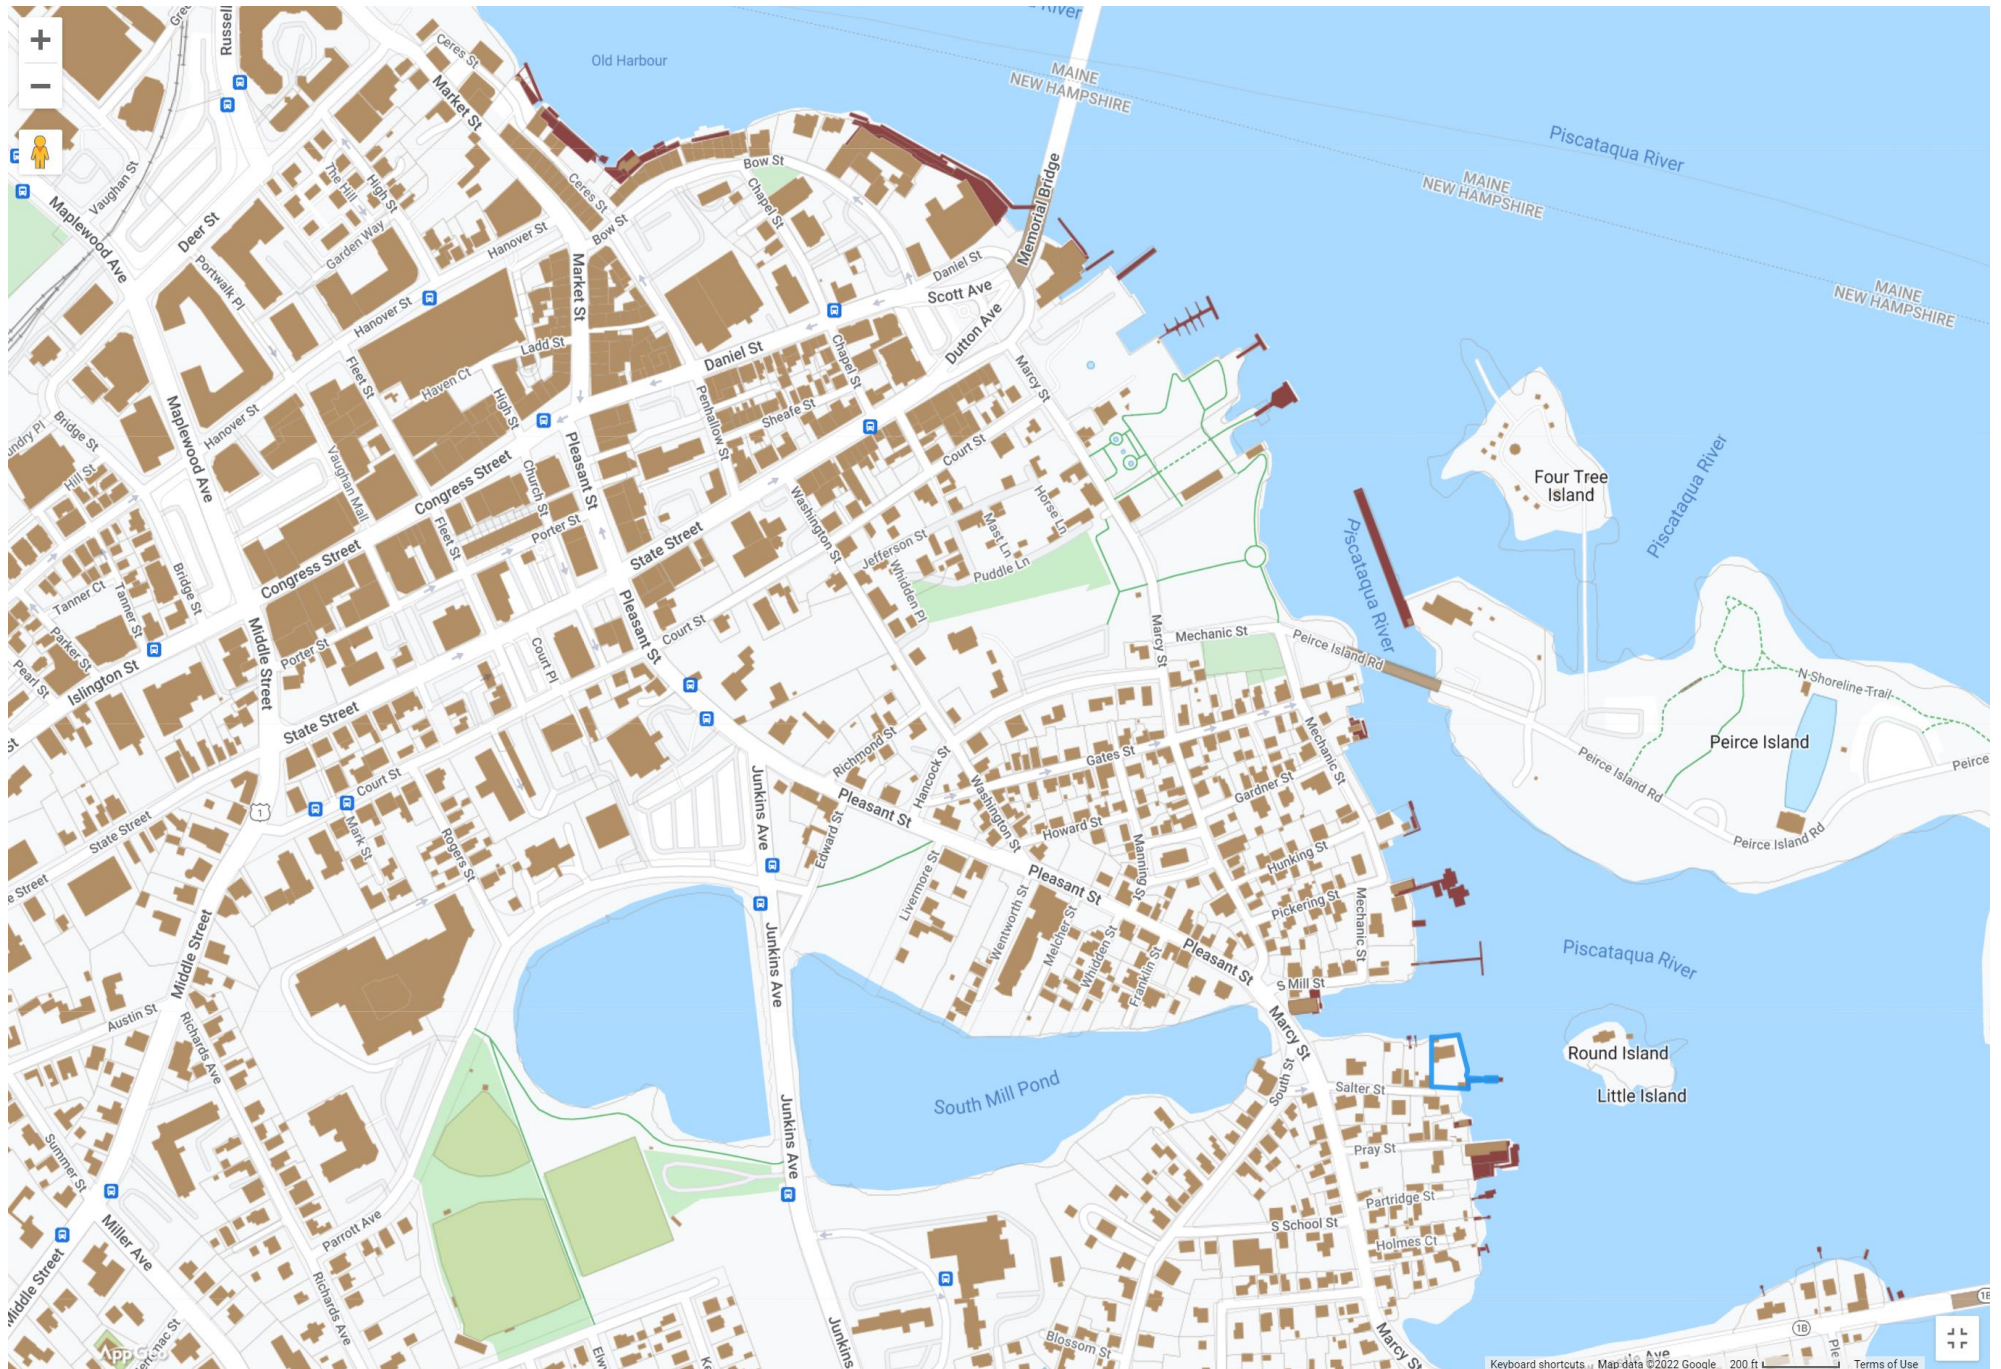 Russell
River
Old Harbour
Ceres St
Market St
MAINE
NEW HAMPSHIRE
Piscataqua River
MAINE
NEW HAMPSHIRE
MAINE
NEW HAMPSHIRE
Memorial Bridge
Vaughan St
Maplewood Ave
Deer St
The Hill
High St
Garden Way
Hanover St
Ceres St
Bow St
Bow St
Chapel St
Portwalk Pl
Daniel St
Scott Ave
Dutton Ave
Market St
Hanover St
Ladd St
Daniel St
Chapel St
Marcy St
Fleet St
Haven Ct
High St
Penhallow St
Sheafe St
Maplewood Ave
Hanover St
Bridge St
Hill St
Vaughan Mall
Congress Street
Church St
Pleasant St
Court St
Four Tree
Island
Piscataqua River
Piscataqua River
Washington St
Horse Ln
Mast Ln
Fleet St
Porter St
State Street
Jefferson St
Puddle Ln
Whidden Pl
Congress Street
Bridge St
Tanner Ct
Tanner St
Parker St
Pearl St
Islington St
Middle Street
Porter St
Pleasant St
Court St
Court Pl
Marcy St
Mechanic St
Peirce Island Rd
N Shoreline Trail
Peirce Island
Peirce Island Rd
Peirce
Peirce Island Rd
State Street
Richmond St
Hancock St
Gates St
Mechanic St
Gardner St
Washington St
Court St
1
State Street
Mark St
Rogers St
Junkins Ave
Pleasant St
Edward St
Howard St
Manning St
Hunking St
Livermore St
Pleasant St
Wentworth St
Melcher St
Whidden St
Franklin St
Pickering St
Mechanic St
Pleasant St
S Mill St
Piscataqua River
Middle Street
Junkins Ave
Austin St
Richards Ave
Marcy St
South St
Salter St
Round Island
Little Island
South Mill Pond
Junkins Ave
Pray St
Partridge St
S School St
Holmes Ct
Summer St
Miller Ave
Parrott Ave
Middle Street
Richards Ave
Junkins
Blossom St
Marcy St
1B
1B
AppGeo
Keyboard shortcuts Map data ©2022 Google 200 ft Terms of Use